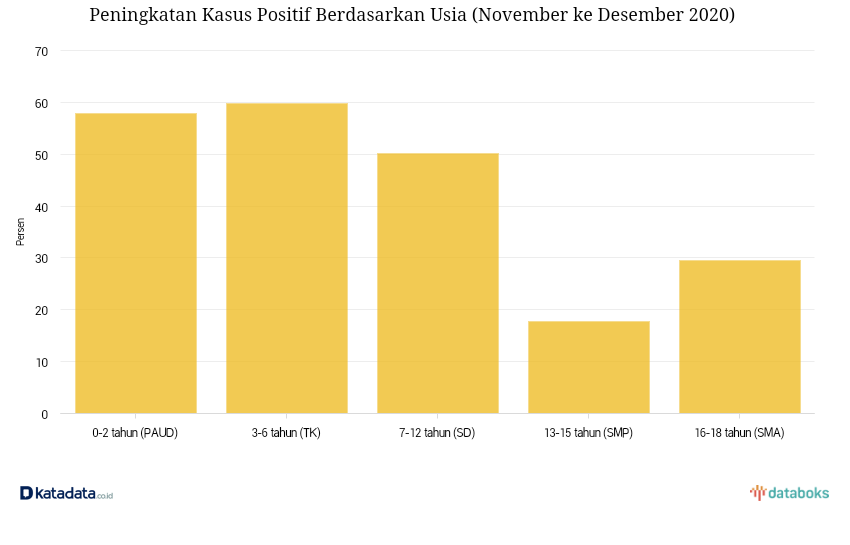 Peningkatan Kasus Positif Berdasarkan Usia (November ke Desember 2020)
70
60
50
40
30
20
10
0
Persen
0-2 tahun (PAUD)
3-6 tahun (TK)
7-12 tahun (SD)
13-15 tahun (SMP)
16-18 tahun (SMA)
katadata.co.id
databoks